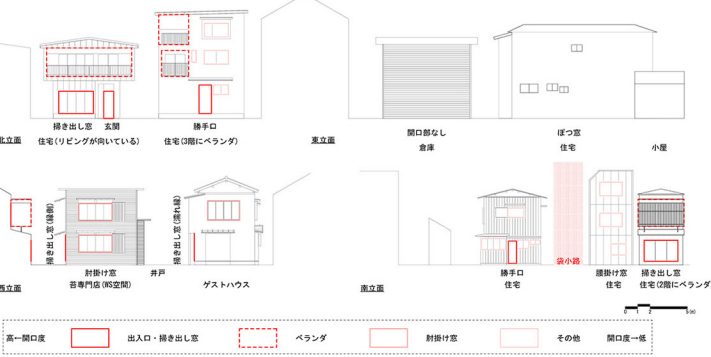 掃き出し窓 玄関
勝手口
開口部なし
ぽつ窓
北立面
住宅(リビングが向いている)
住宅(3階にベランダ)
東立面
倉庫
住宅
小屋
掃き出し窓(縁側)
掃き出し窓(濡れ縁)
肘掛け窓
井戸
西立面
苔専門店(WS空間)
ゲストハウス
袋小路
勝手口
腰掛け窓
掃き出し窓
南立面
住宅
住宅
住宅(2階にベランダ)
0 1 2 5(m)
高←開口度
出入口・掃き出し窓
ベランダ
肘掛け窓
その他
開口度→低